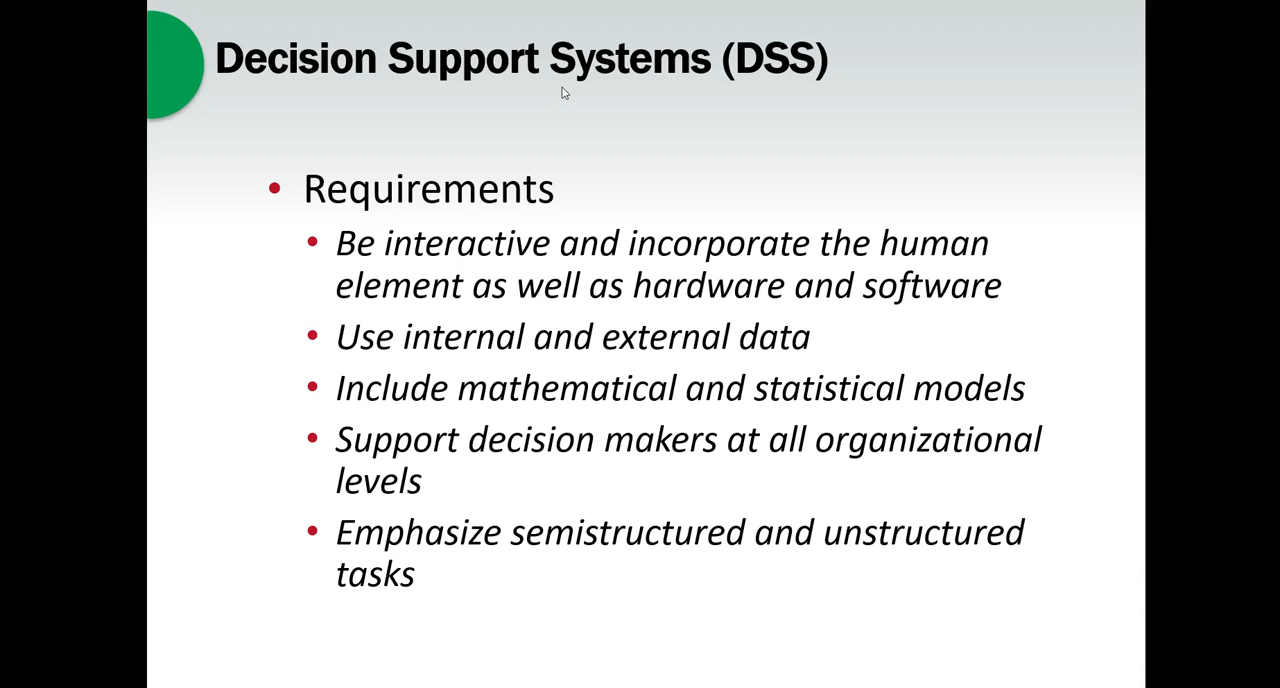 Decision Support Systems (DSS)
• Requirements
• Be interactive and incorporate the human
element as well as hardware and software
• Use internal and external data
• Include mathematical and statistical models
• Support decision makers at all organizational
levels
• Emphasize semistructured and unstructured
tasks